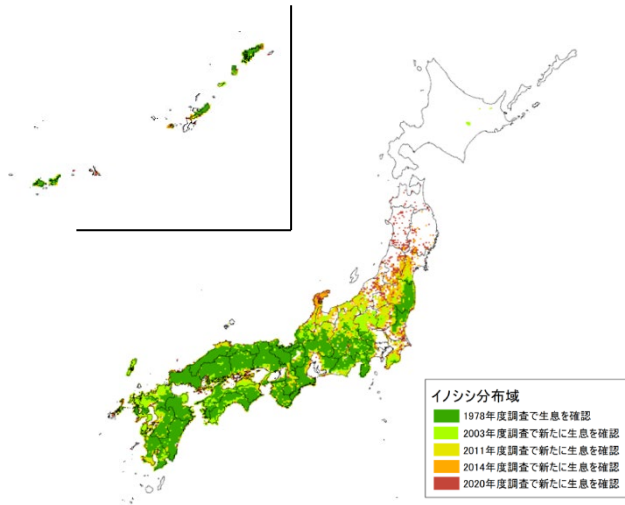 イノシシ分布域
1978年度調査で生息を確認
2003年度調査で新たに生息を確認
2011年度調査で新たに生息を確認
2014年度調査で新たに生息を確認
2020年度調査で新たに生息を確認